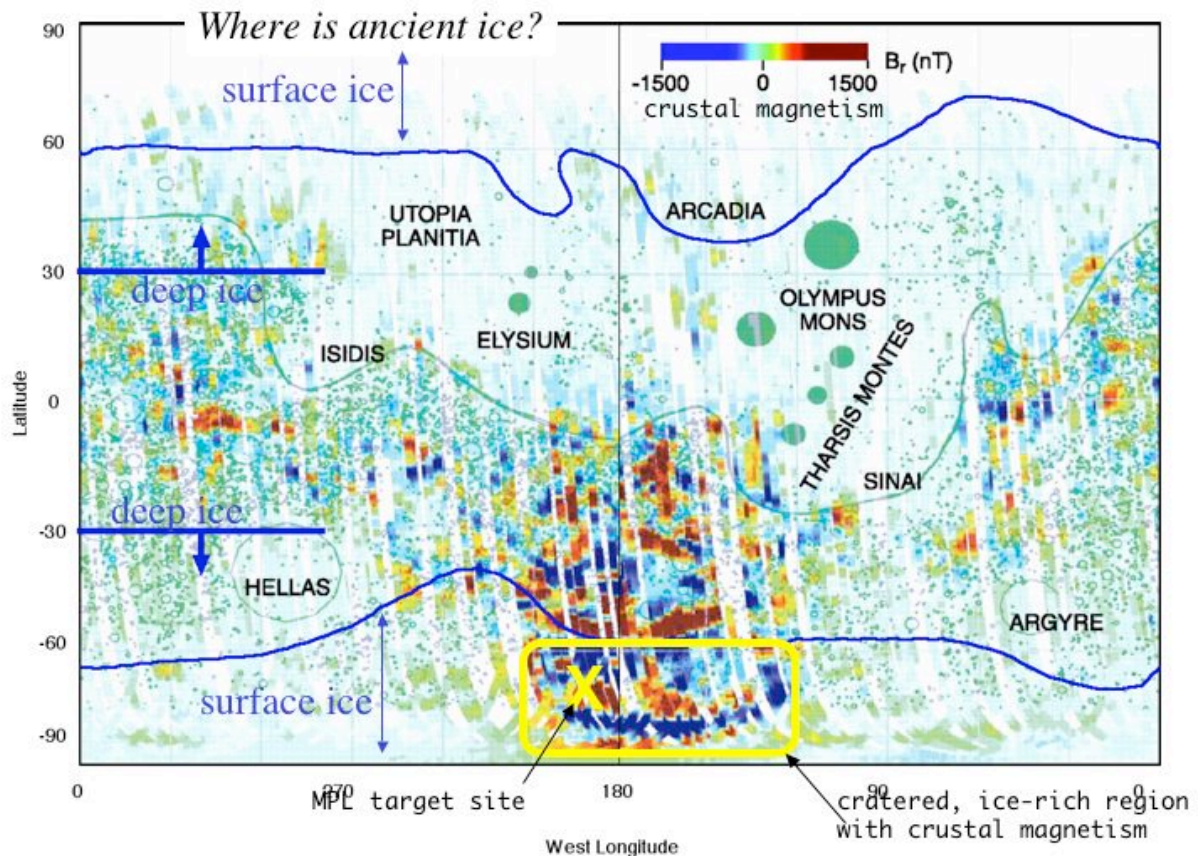 90
Where is ancient ice?
surface ice
B_r (nT)
-1500 0 1500
crustal magnetism
60
UTOPIA
PLANITIA
ARCADIA
30
deep ice
OLYMPUS
MONS
ISIDIS
ELYSIUM
THARSIS MONTES
Latitude
0
SINAI
deep ice
-30
HELLAS
ARGYRE
-60
X
surface ice
-90
0 270 180 90 0
MPL target site
cratered, ice-rich region
with crustal magnetism
West Longitude